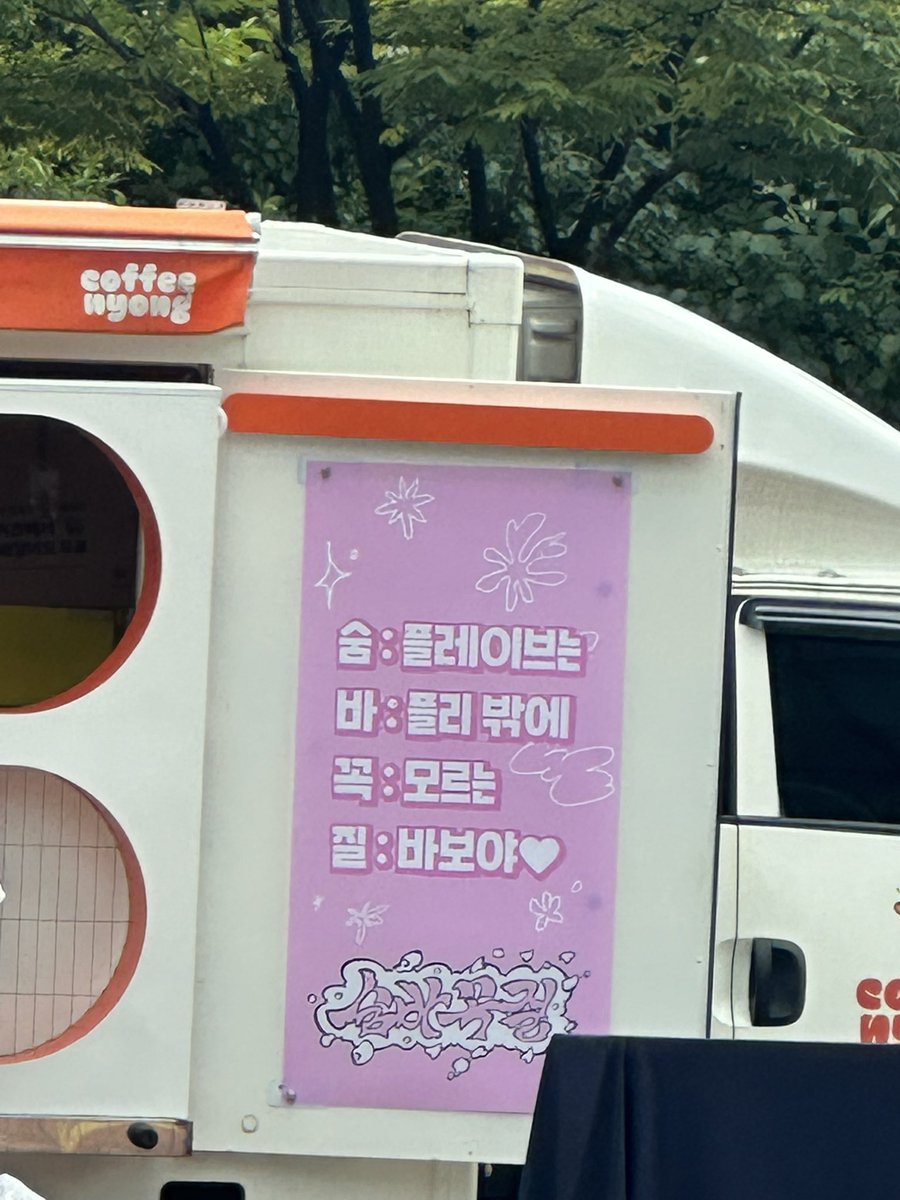 coffee
nyong
숨:플레이브는
바:플리 밖에
꼭:모르는
질:바보야♥
숨바꼭질